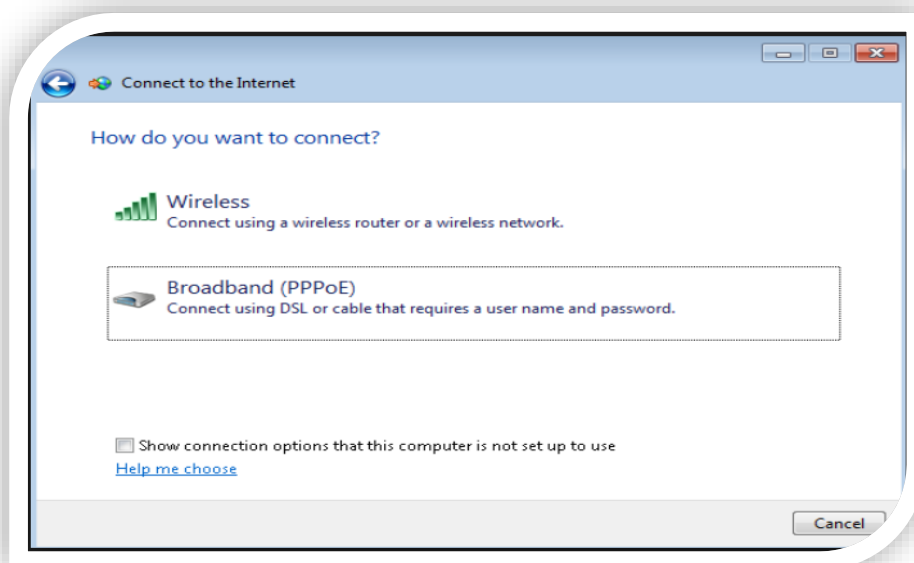 Connect to the Internet
How do you want to connect?
Wireless
Connect using a wireless router or a wireless network.
Broadband (PPPoE)
Connect using DSL or cable that requires a user name and password.
Show connection options that this computer is not set up to use
Help me choose
Cancel